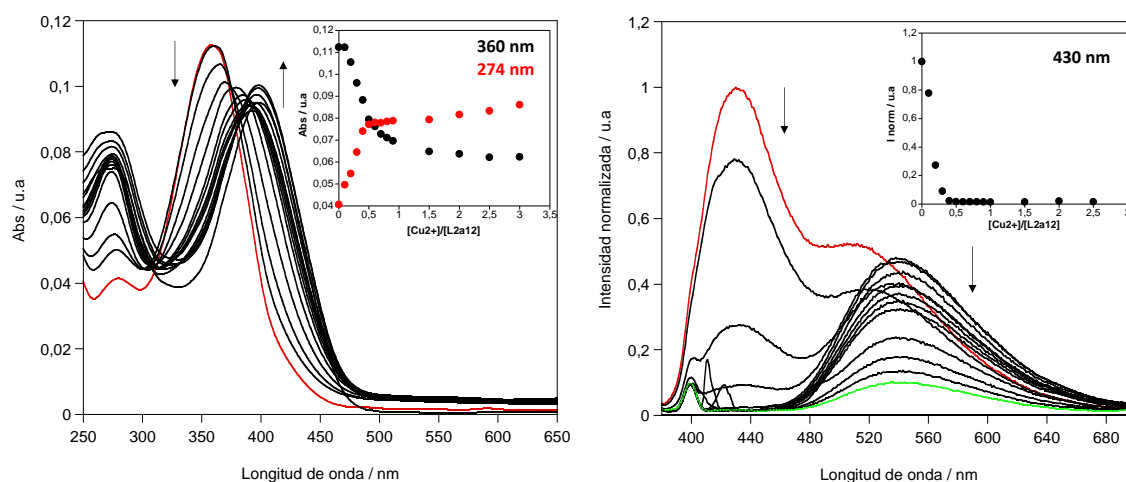 0,12
0,1
0,08
0,06
0,04
0,02
0
Abs / u.a
250 300 350 400 450 500 550 600 650
Longitud de onda / nm
0,12
0,11
0,1
0,09
0,08
0,07
0,06
0,05
0,04
Abs / u.a
0 0,5 1 1,5 2 2,5 3 3,5
[Cu2+]/[L2a12]
360 nm
274 nm
1,2
1
0,8
0,6
0,4
0,2
0
Intensidad normalizada / u.a
400 440 480 520 560 600 640 680
Longitud de onda / nm
1,2
1
0,8
0,6
0,4
0,2
0
I norm / u.a
0 0,5 1 1,5 2 2,5 3
[Cu2+]/[L2a12]
430 nm